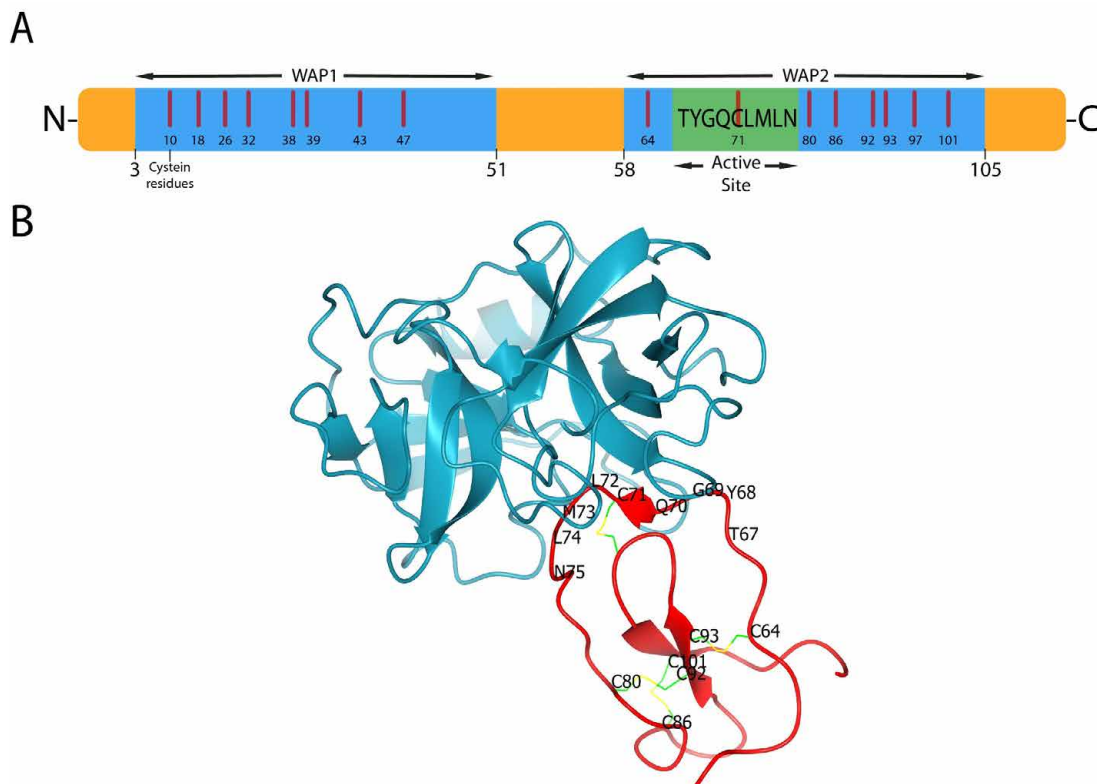 A
WAP1
WAP2
N-
TYGQCLMLN
-C
10 18 26 32 38 39 43 47 64 71 80 86 92 93 97 101
3 Cystein residues 51 58 Active Site 105
B
L72
C71
G69
Y68
M73
Q70
L74
T67
N75
C93
C64
C101
C92
C80
C86